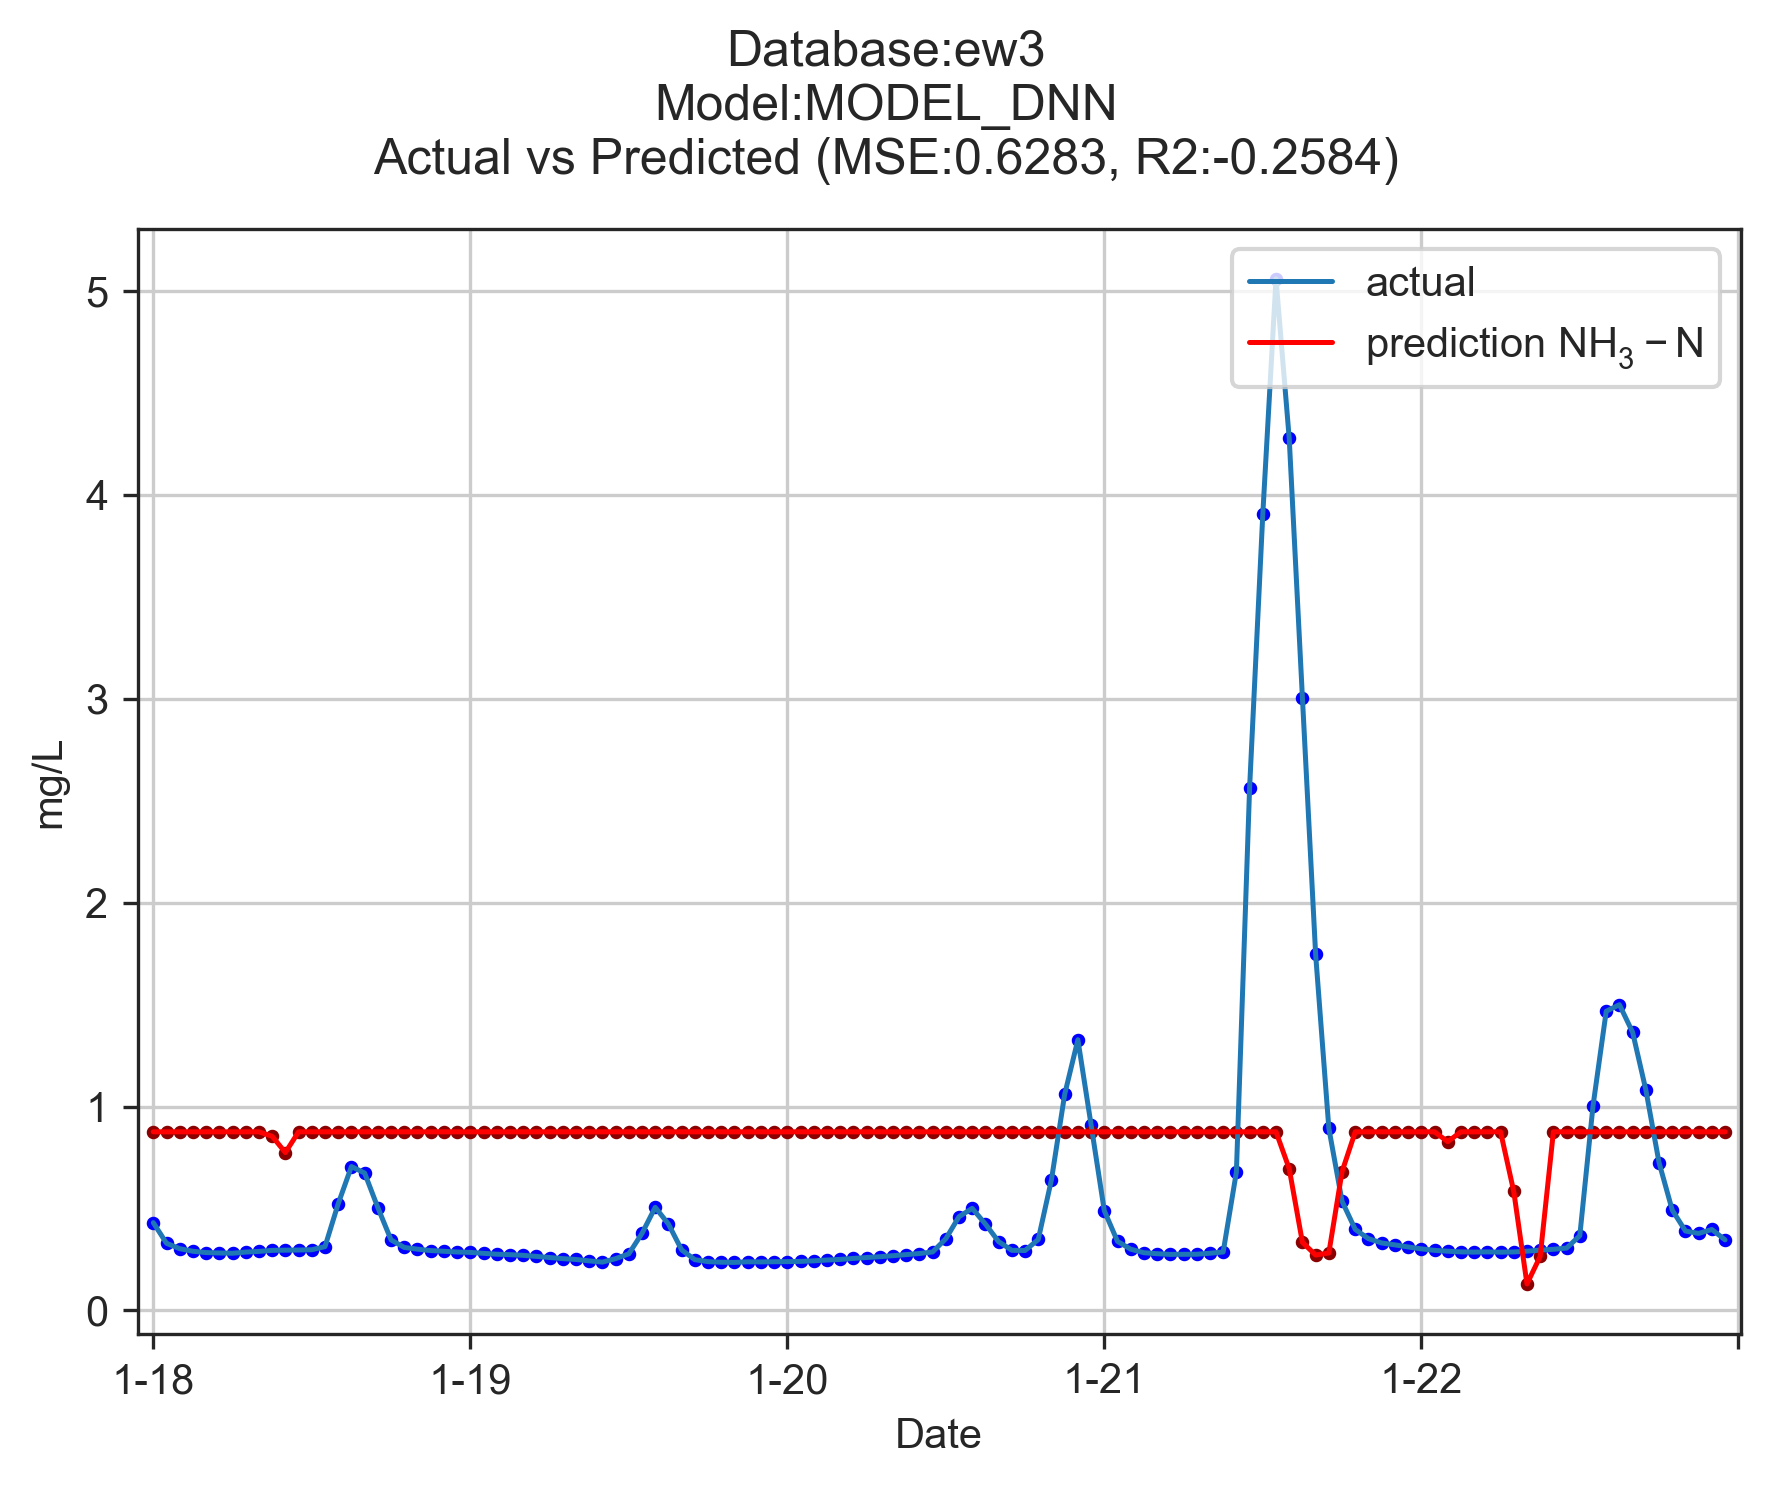 Database:ew3
Model:MODEL_DNN
Actual vs Predicted (MSE:0.6283, R2:-0.2584)
actual
prediction NH₃ − N
5
4
3
2
1
0
mg/L
1-18 1-19 1-20 1-21 1-22
Date